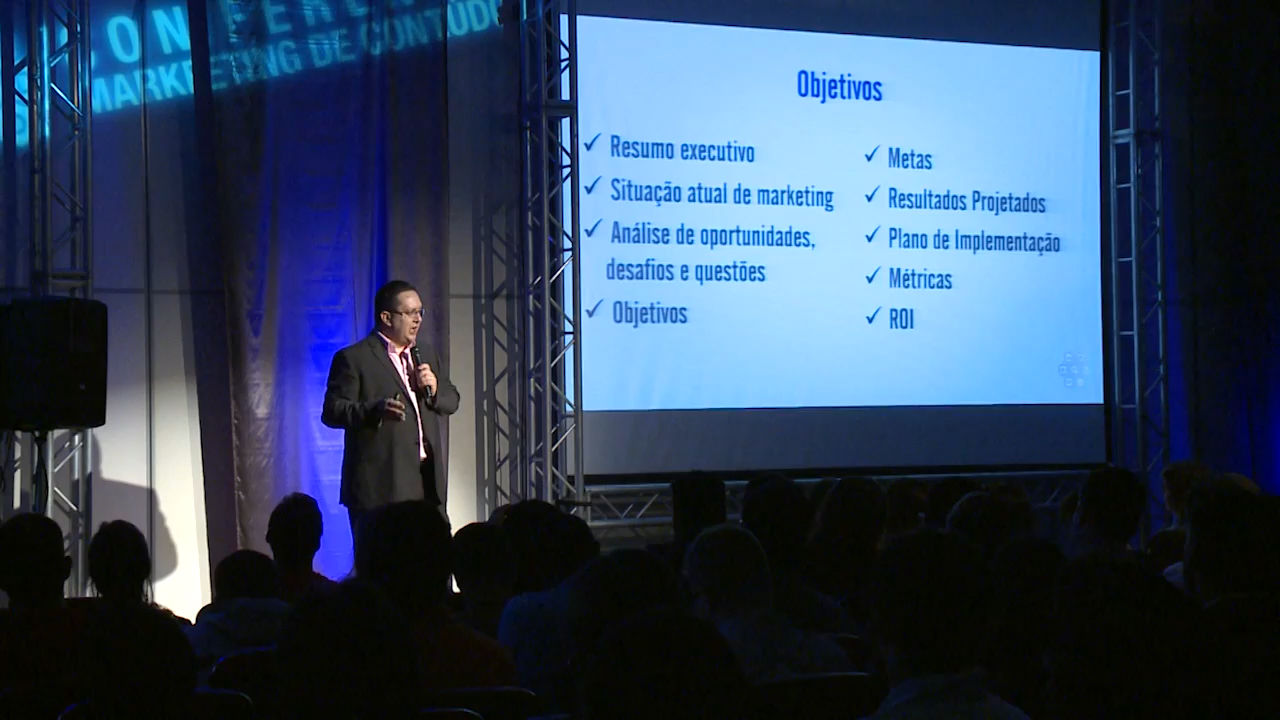 MARKETING DE
Objetivos
✓ Resumo executivo
✓ Situação atual de marketing
✓ Análise de oportunidades,
desafios e questões
✓ Objetivos
✓ Metas
✓ Resultados Projetados
✓ Plano de Implementação
✓ Métricas
✓ ROI